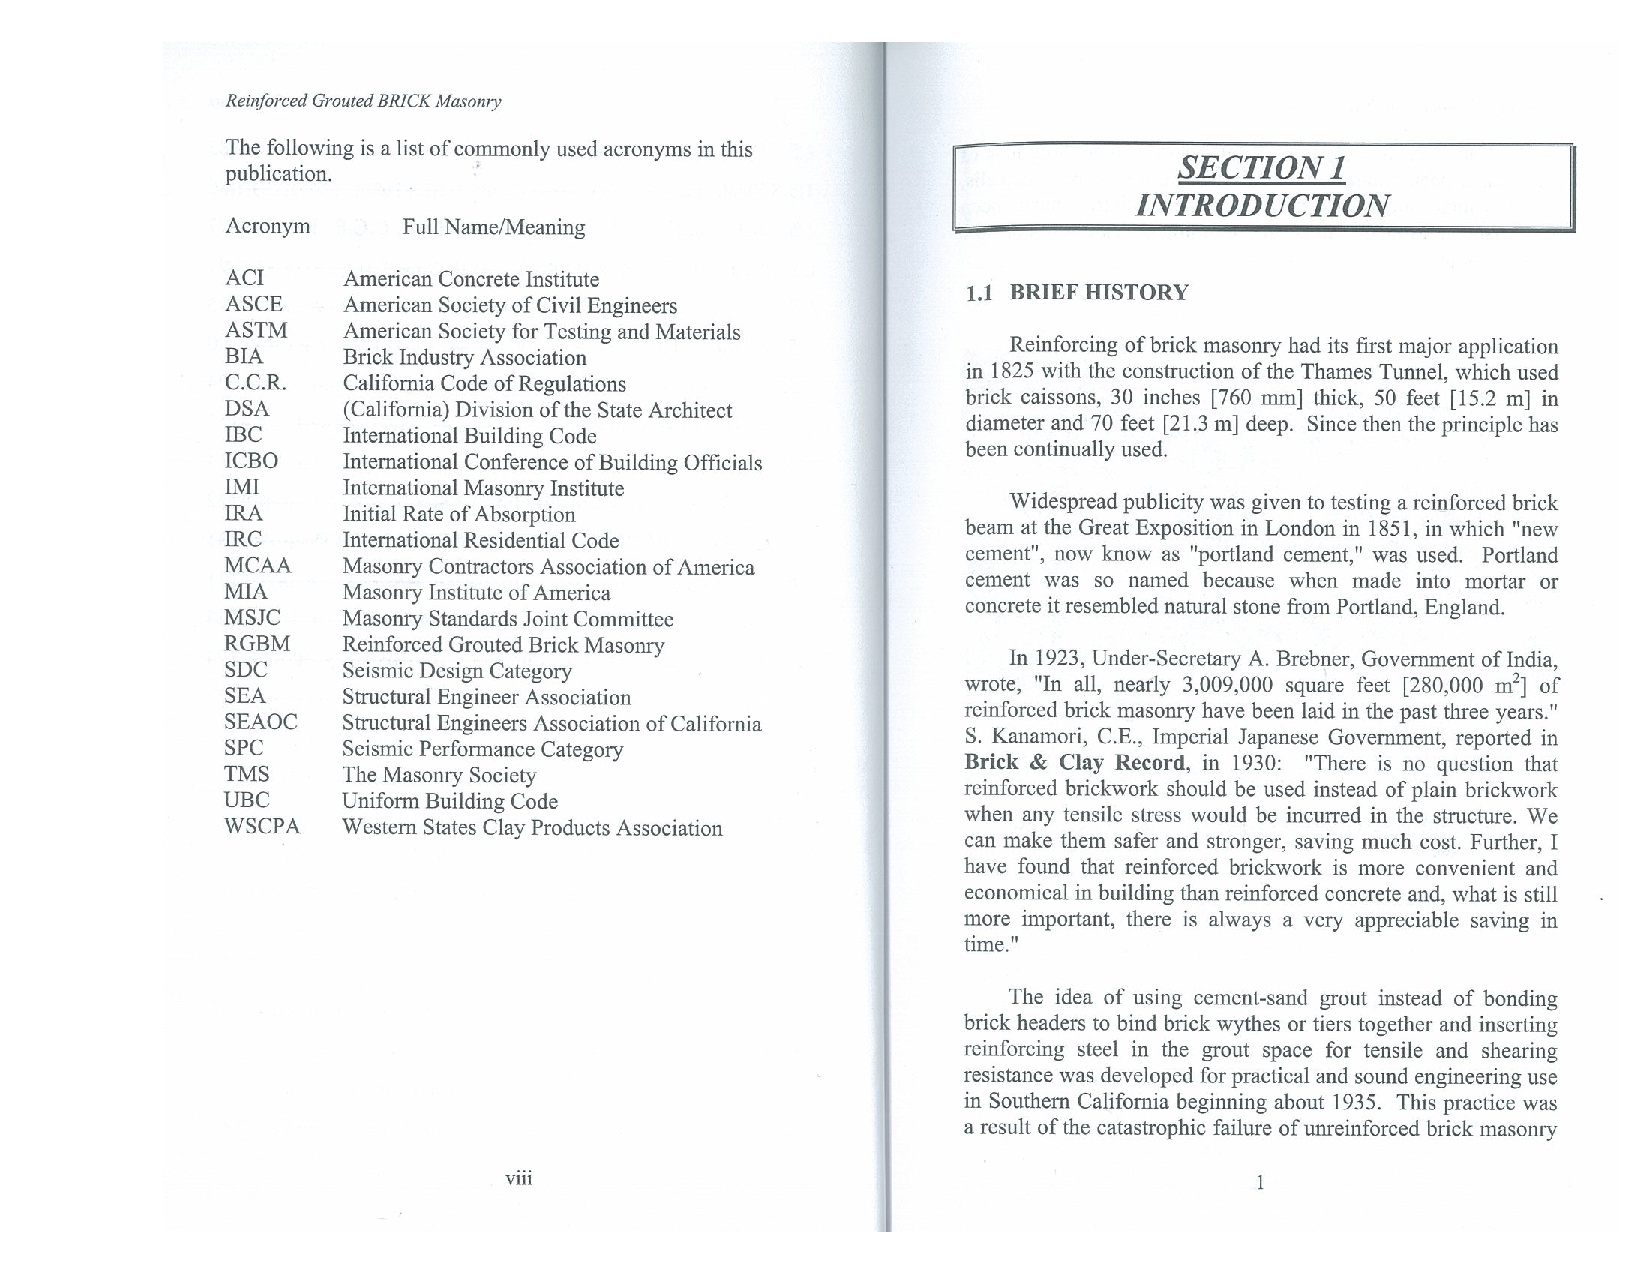 Reinforced Grouted BRICK Masonry
The following is a list of commonly used acronyms in this
publication.
Acronym Full Name/Meaning
ACI American Concrete Institute
ASCE American Society of Civil Engineers
ASTM American Society for Testing and Materials
BIA Brick Industry Association
C.C.R. California Code of Regulations
DSA (California) Division of the State Architect
IBC International Building Code
ICBO International Conference of Building Officials
IMI International Masonry Institute
IRA Initial Rate of Absorption
IRC International Residential Code
MCAA Masonry Contractors Association of America
MIA Masonry Institute of America
MSJC Masonry Standards Joint Committee
RGBM Reinforced Grouted Brick Masonry
SDC Seismic Design Category
SEA Structural Engineer Association
SEAOC Structural Engineers Association of California
SPC Seismic Performance Category
TMS The Masonry Society
UBC Uniform Building Code
WSCPA Western States Clay Products Association
viii
SECTION 1
INTRODUCTION
1.1 BRIEF HISTORY
Reinforcing of brick masonry had its first major application
in 1825 with the construction of the Thames Tunnel, which used
brick caissons, 30 inches [760 mm] thick, 50 feet [15.2 m] in
diameter and 70 feet [21.3 m] deep. Since then the principle has
been continually used.
Widespread publicity was given to testing a reinforced brick
beam at the Great Exposition in London in 1851, in which "new
cement", now know as "portland cement," was used. Portland
cement was so named because when made into mortar or
concrete it resembled natural stone from Portland, England.
In 1923, Under-Secretary A. Brebner, Government of India,
wrote, "In all, nearly 3,009,000 square feet [280,000 m²] of
reinforced brick masonry have been laid in the past three years."
S. Kanamori, C.E., Imperial Japanese Government, reported in
Brick & Clay Record, in 1930: "There is no question that
reinforced brickwork should be used instead of plain brickwork
when any tensile stress would be incurred in the structure. We
can make them safer and stronger, saving much cost. Further, I
have found that reinforced brickwork is more convenient and
economical in building than reinforced concrete and, what is still
more important, there is always a very appreciable saving in
time."
The idea of using cement-sand grout instead of bonding
brick headers to bind brick wythes or tiers together and inserting
reinforcing steel in the grout space for tensile and shearing
resistance was developed for practical and sound engineering use
in Southern California beginning about 1935. This practice was
a result of the catastrophic failure of unreinforced brick masonry
1